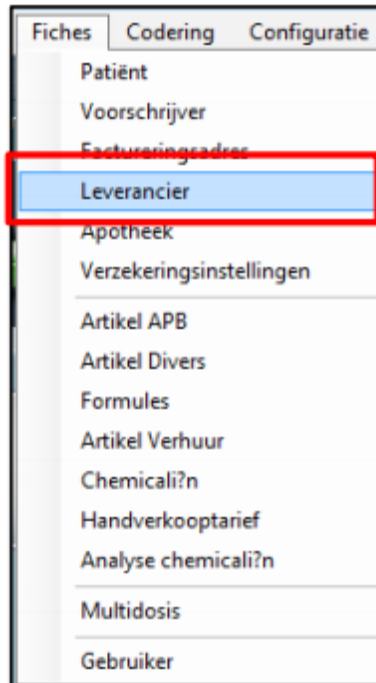 Fiches Codering Configuratie
Patiënt
Voorschrijver
Factureringsadres
Leverancier
Apotheek
Verzekeringsinstellingen
Artikel APB
Artikel Divers
Formules
Artikel Verhuur
Chemicali?n
Handverkooptarief
Analyse chemicali?n
Multidosis
Gebruiker